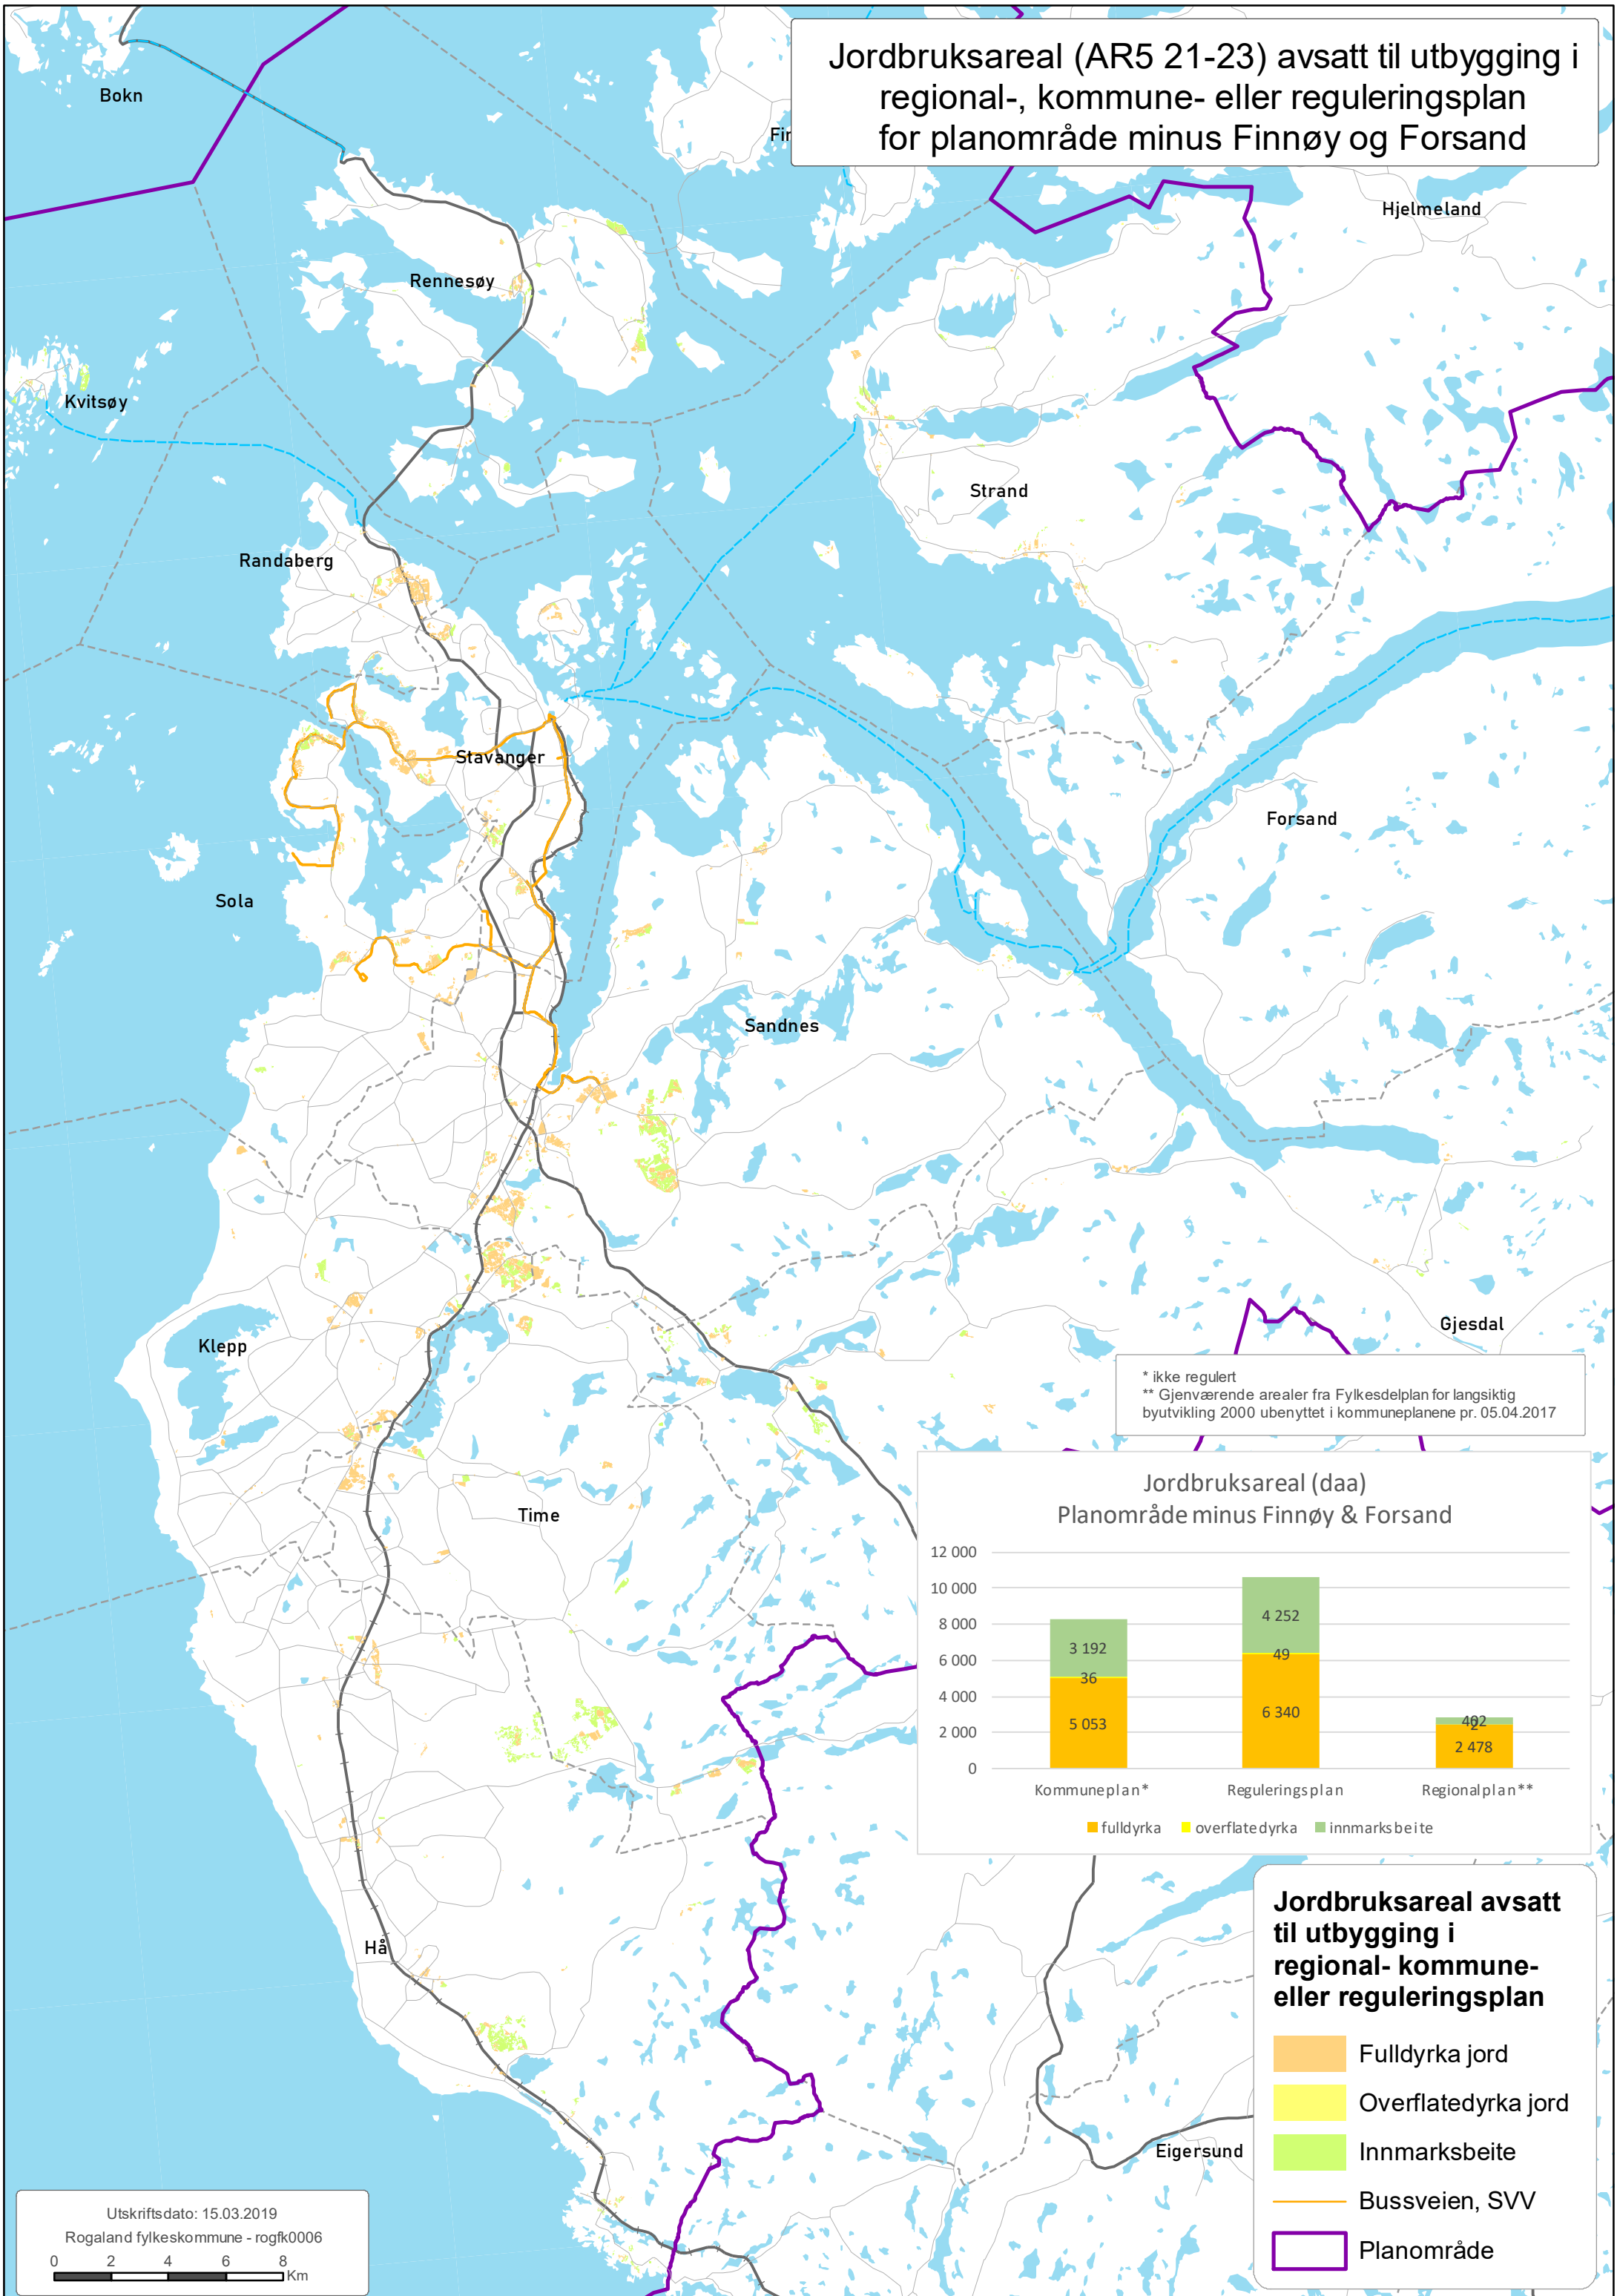 Jordbruksareal (AR5 21-23) avsatt til utbygging i
regional-, kommune- eller reguleringsplan
for planområde minus Finnøy og Forsand
Bokn
Hjelmeland
Rennesøy
Kvitsøy
Strand
Randaberg
Stavanger
Forsand
Sola
Sandnes
Gjesdal
Klepp
* ikke regulert
** Gjenværende arealer fra Fylkesdelplan for langsiktig
byutvikling 2000 ubenyttet i kommuneplanene pr. 05.04.2017
Time
Jordbruksareal (daa)
Planområde minus Finnøy & Forsand
12 000
10 000
8 000
6 000
4 000
2 000
0
3 192
36
5 053
4 252
49
6 340
2
2 478
Kommuneplan* Reguleringsplan Regionalplan**
fulldyrka overflatedyrka innmarksbeite
Hå
Eigersund
Jordbruksareal avsatt
til utbygging i
regional- kommune-
eller reguleringsplan
Fulldyrka jord
Overflatedyrka jord
Innmarksbeite
Bussveien, SVV
Planområde
Utskriftsdato: 15.03.2019
Rogaland fylkeskommune - rogfk0006
0 2 4 6 8
Km